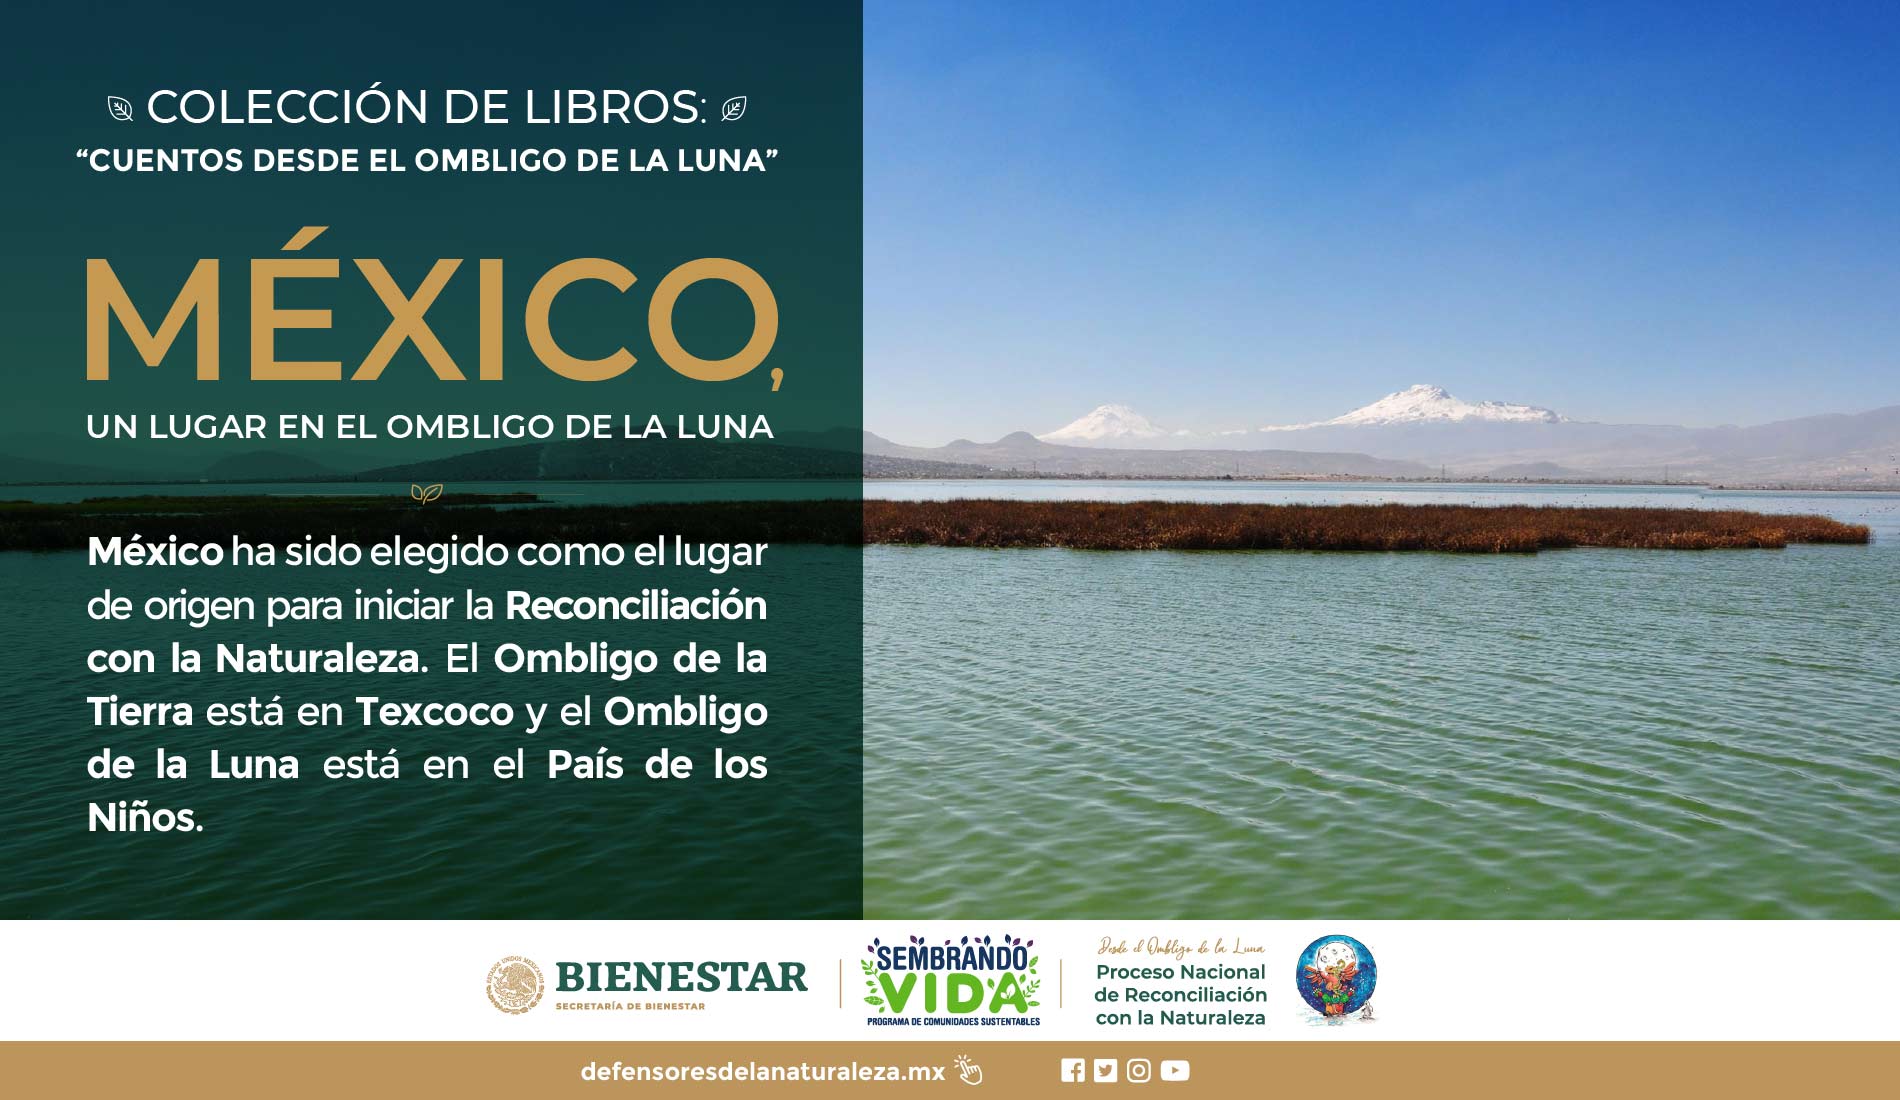 COLECCIÓN DE LIBROS:
“CUENTOS DESDE EL OMBLIGO DE LA LUNA”
MÉXICO,
UN LUGAR EN EL OMBLIGO DE LA LUNA
México ha sido elegido como el lugar
de origen para iniciar la Reconciliación
con la Naturaleza. El Ombligo de la
Tierra está en Texcoco y el Ombligo
de la Luna está en el País de los
Niños.
ESTADOS UNIDOS MEXICANOS
BIENESTAR
SECRETARÍA DE BIENESTAR
SEMBRANDO
VIDA
PROGRAMA DE COMUNIDADES SUSTENTABLES
Desde el Ombligo de la Luna
Proceso Nacional
de Reconciliación
con la Naturaleza
defensoresdelanaturaleza.mx